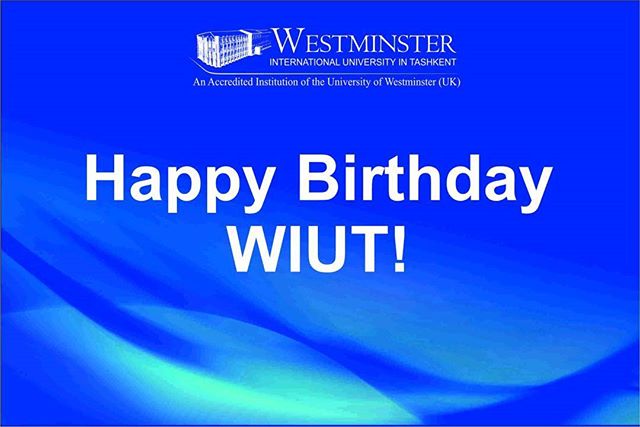 WESTMINSTER
INTERNATIONAL UNIVERSITY IN TASHKENT
An Accredited Institution of the University of Westminster (UK)
Happy Birthday
WIUT!